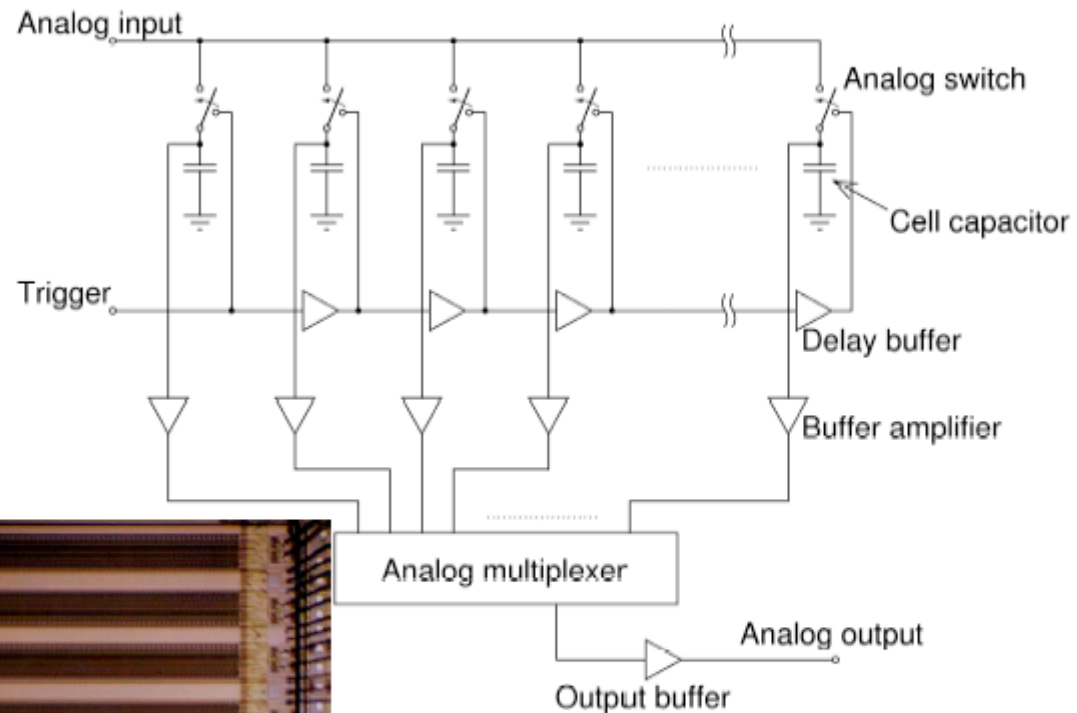 Analog input
Analog switch
Cell capacitor
Trigger
Delay buffer
Buffer amplifier
Analog multiplexer
Analog output
Output buffer